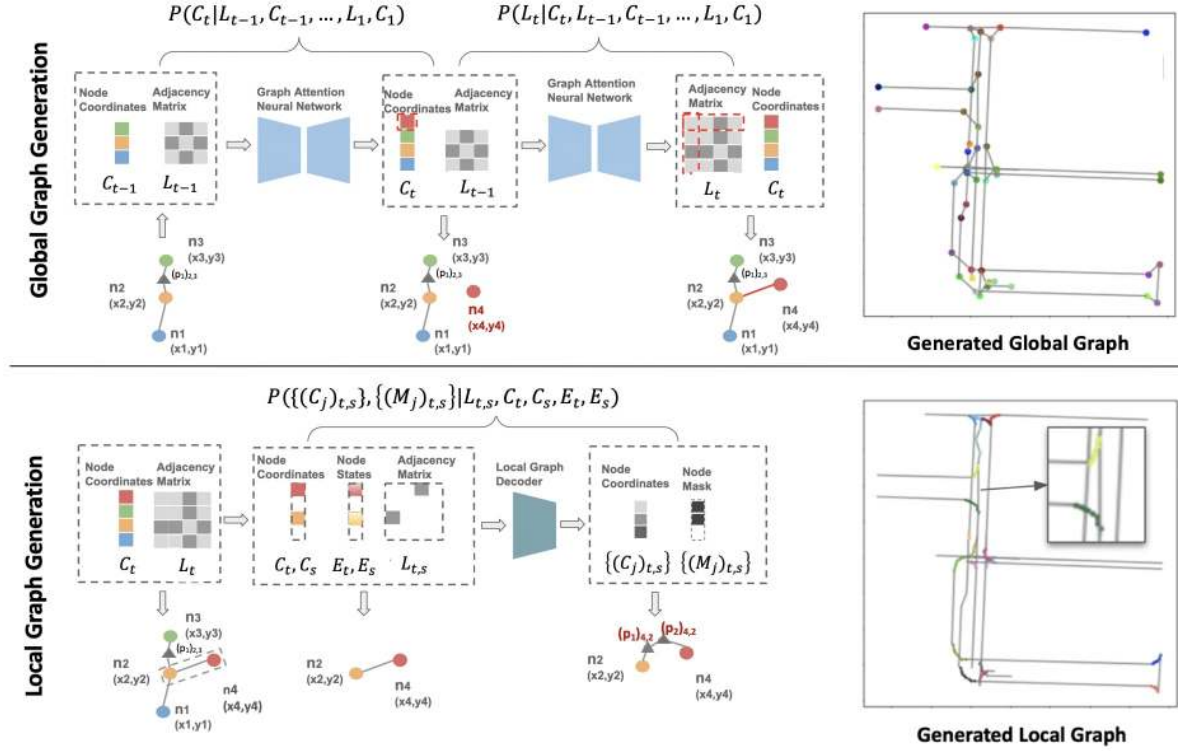 Global Graph Generation
P(C_t|L_{t−1}, C_{t−1}, …, L_1, C_1)
P(L_t|C_t, L_{t−1}, C_{t−1}, …, L_1, C_1)
Node
Coordinates
Adjacency
Matrix
C_{t−1}
L_{t−1}
Graph Attention
Neural Network
Node
Coordinates
Adjacency
Matrix
C_t
L_{t−1}
Graph Attention
Neural Network
Adjacency
Matrix
Node
Coordinates
L_t
C_t
n3
(x3,y3)
(p₁)₂,₃
n2
(x2,y2)
n1
(x1,y1)
n3
(x3,y3)
(p₁)₂,₃
n2
(x2,y2)
n4
(x4,y4)
n1
(x1,y1)
n3
(x3,y3)
(p₁)₂,₃
n2
(x2,y2)
n4
(x4,y4)
n1
(x1,y1)
Generated Global Graph
Local Graph Generation
P({(C_j)_{t,s}}, {(M_j)_{t,s}}|L_{t,s}, C_t, C_s, E_t, E_s)
Node
Coordinates
Adjacency
Matrix
C_t
L_t
Node
Coordinates
Node
States
Adjacency
Matrix
C_t, C_s
E_t, E_s
L_{t,s}
Local Graph
Decoder
Node
Coordinates
Node
Mask
{(C_j)_{t,s}}
{(M_j)_{t,s}}
n3
(x3,y3)
(p₁)₂,₃
n2
(x2,y2)
n4
(x4,y4)
n1
(x1,y1)
n2
(x2,y2)
n4
(x4,y4)
(p₁)₄,₂
(p₂)₄,₂
n2
(x2,y2)
n4
(x4,y4)
Generated Local Graph